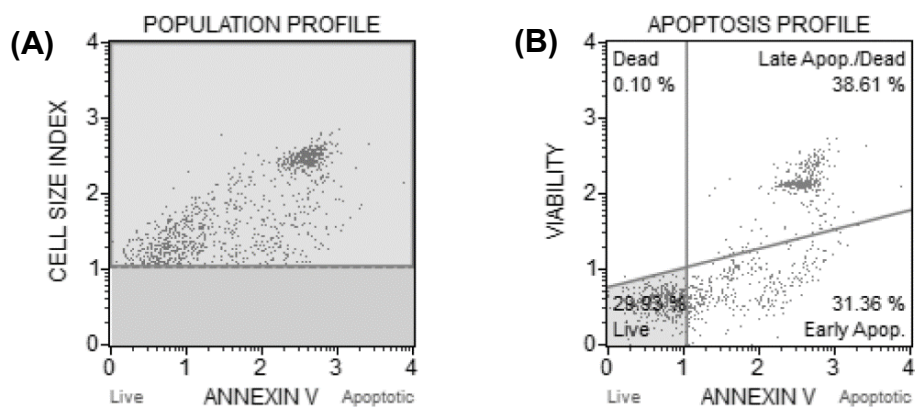 (A)
POPULATION PROFILE
CELL SIZE INDEX
4
3
2
1
0
0 1 2 3 4
Live ANNEXIN V Apoptotic
(B)
APOPTOSIS PROFILE
VIABILITY
4
3
2
1
0
Dead
0.10 %
Late Apop./Dead
38.61 %
29.93 %
Live
31.36 %
Early Apop.
0 1 2 3 4
Live ANNEXIN V Apoptotic